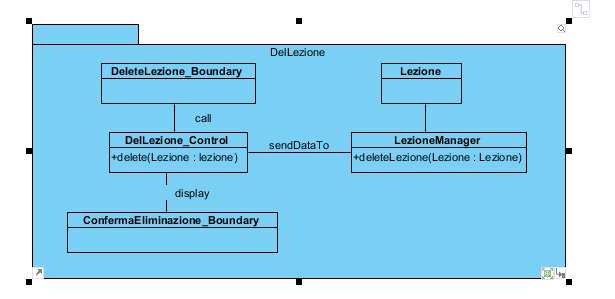 DelLezione
DeleteLezione_Boundary
Lezione
call
DelLezione_Control
+delete(Lezione : lezione)
sendDataTo
LezioneManager
+deleteLezione(Lezione : Lezione)
display
ConfermaEliminazione_Boundary